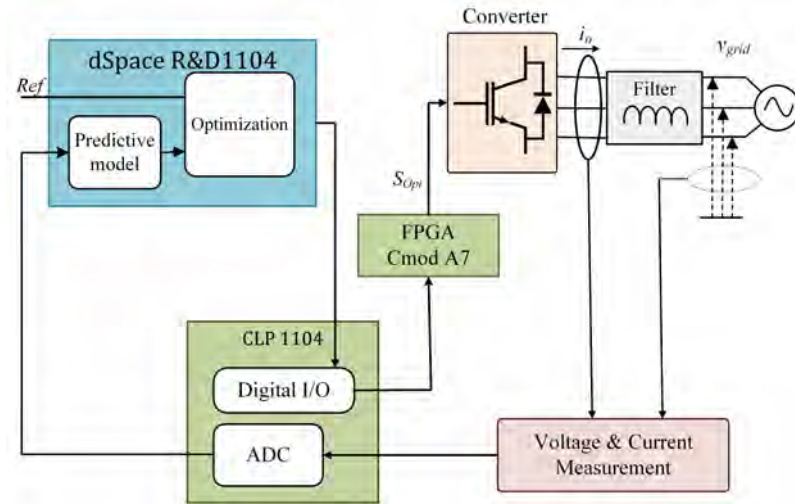 Converter
dSpace R&D1104
Ref
Predictive
model
Optimization
i_o
v_grid
Filter
S_Opt
FPGA
Cmod A7
CLP 1104
Digital I/O
ADC
Voltage & Current
Measurement